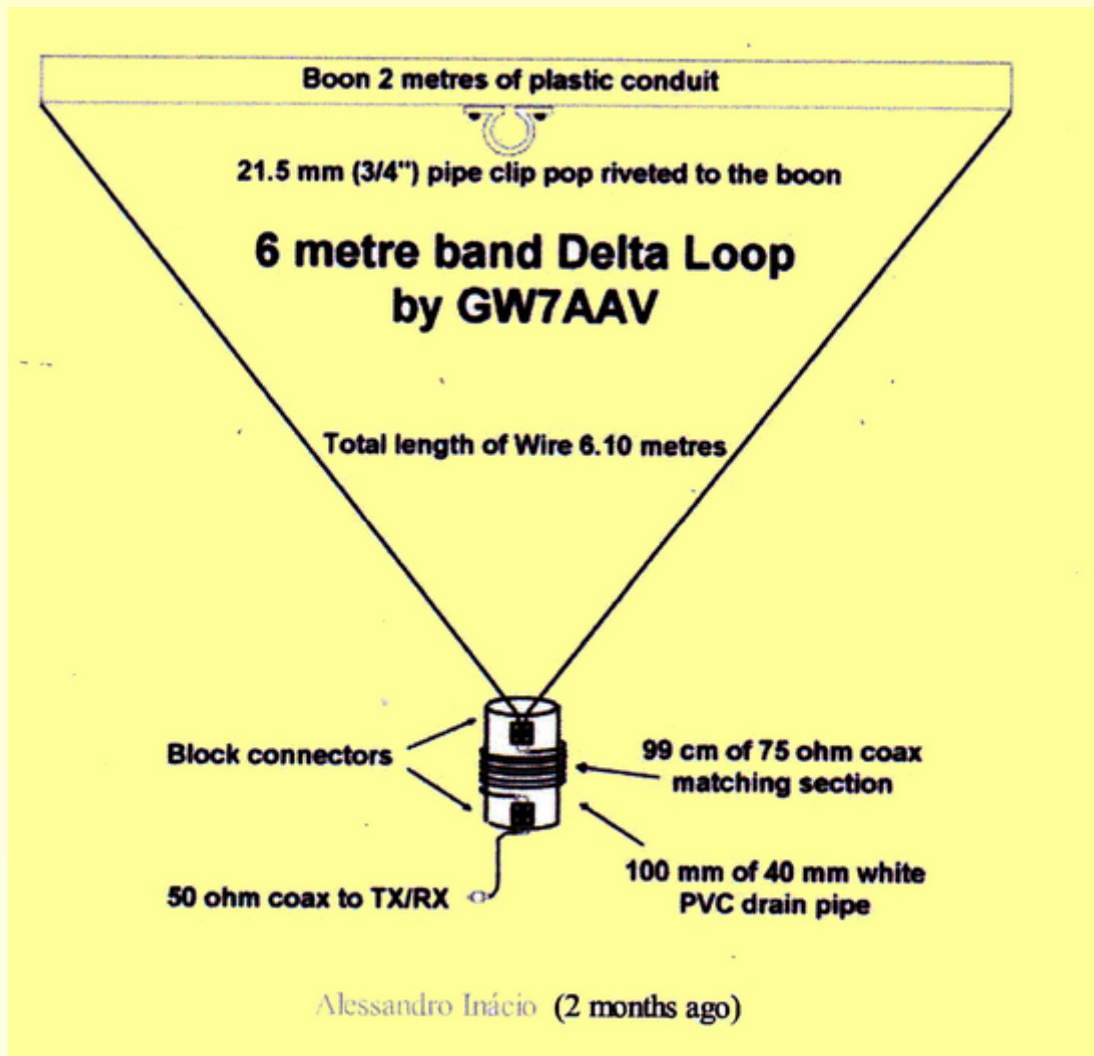 Boon 2 metres of plastic conduit
21.5 mm (3/4") pipe clip pop riveted to the boon
6 metre band Delta Loop
by GW7AAV
Total length of Wire 6.10 metres
Block connectors
99 cm of 75 ohm coax
matching section
100 mm of 40 mm white
PVC drain pipe
50 ohm coax to TX/RX
Alessandro Inácio (2 months ago)